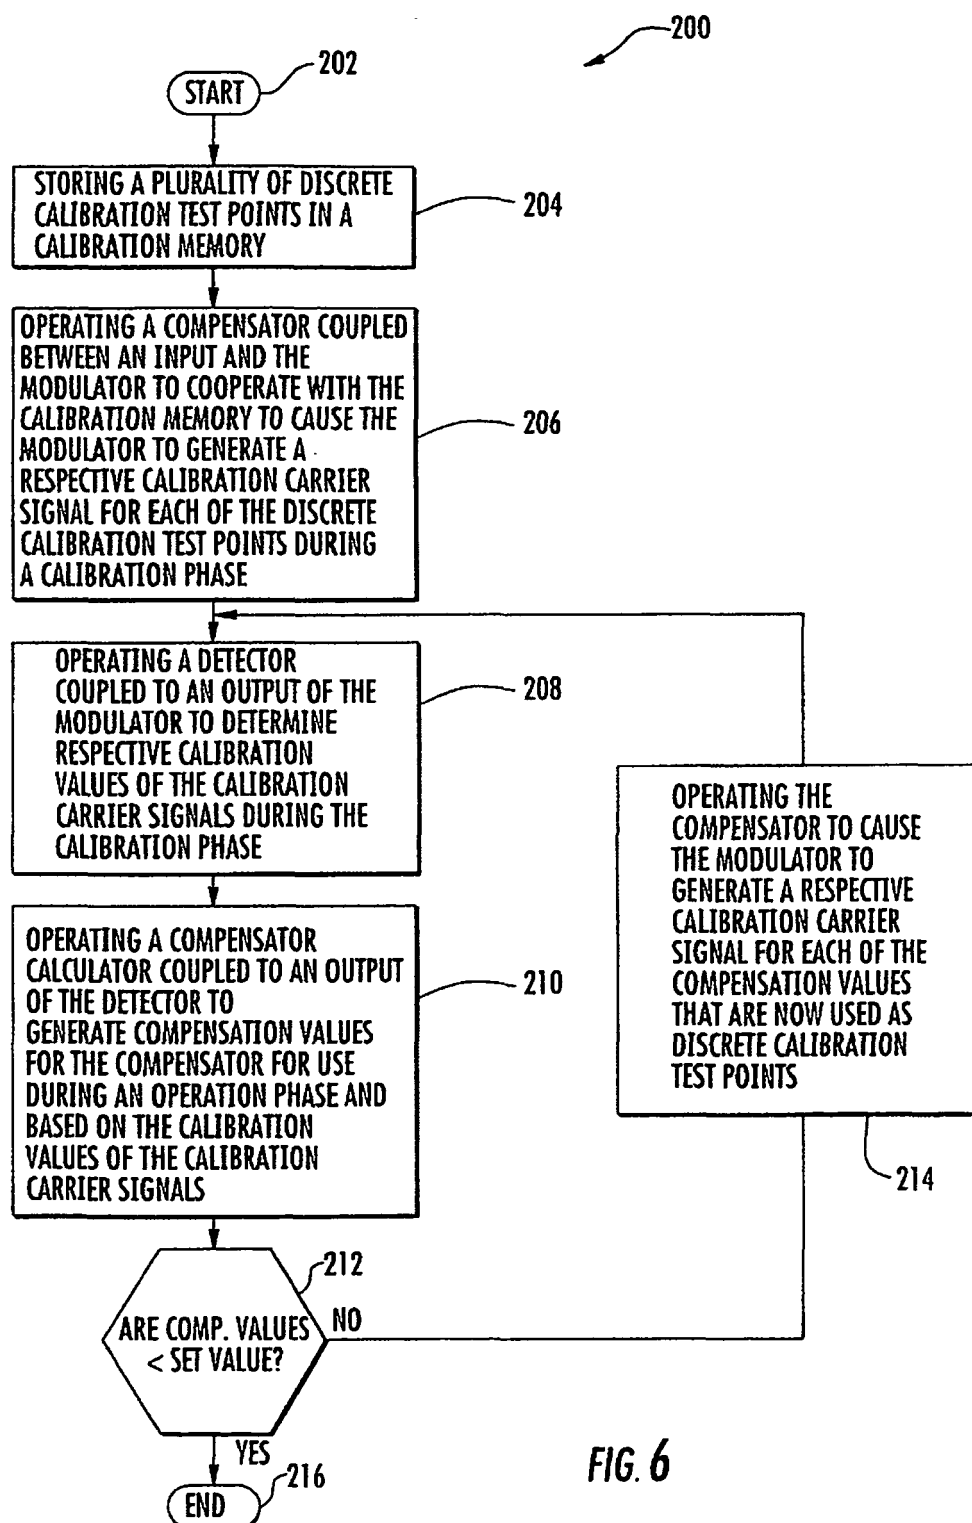 200
202
START
STORING A PLURALITY OF DISCRETE
CALIBRATION TEST POINTS IN A
CALIBRATION MEMORY
204
OPERATING A COMPENSATOR COUPLED
BETWEEN AN INPUT AND THE
MODULATOR TO COOPERATE WITH THE
CALIBRATION MEMORY TO CAUSE THE
MODULATOR TO GENERATE A
RESPECTIVE CALIBRATION CARRIER
SIGNAL FOR EACH OF THE DISCRETE
CALIBRATION TEST POINTS DURING
A CALIBRATION PHASE
206
OPERATING A DETECTOR
COUPLED TO AN OUTPUT OF THE
MODULATOR TO DETERMINE
RESPECTIVE CALIBRATION
VALUES OF THE CALIBRATION
CARRIER SIGNALS DURING THE
CALIBRATION PHASE
208
OPERATING A COMPENSATOR
CALCULATOR COUPLED TO AN OUTPUT
OF THE DETECTOR TO
GENERATE COMPENSATION VALUES
FOR THE COMPENSATOR FOR USE
DURING AN OPERATION PHASE AND
BASED ON THE CALIBRATION
VALUES OF THE CALIBRATION
CARRIER SIGNALS
210
OPERATING THE
COMPENSATOR TO CAUSE
THE MODULATOR TO
GENERATE A RESPECTIVE
CALIBRATION CARRIER
SIGNAL FOR EACH OF THE
COMPENSATION VALUES
THAT ARE NOW USED AS
DISCRETE CALIBRATION
TEST POINTS
214
212
ARE COMP. VALUES
< SET VALUE?
NO
YES
216
END
FIG. 6